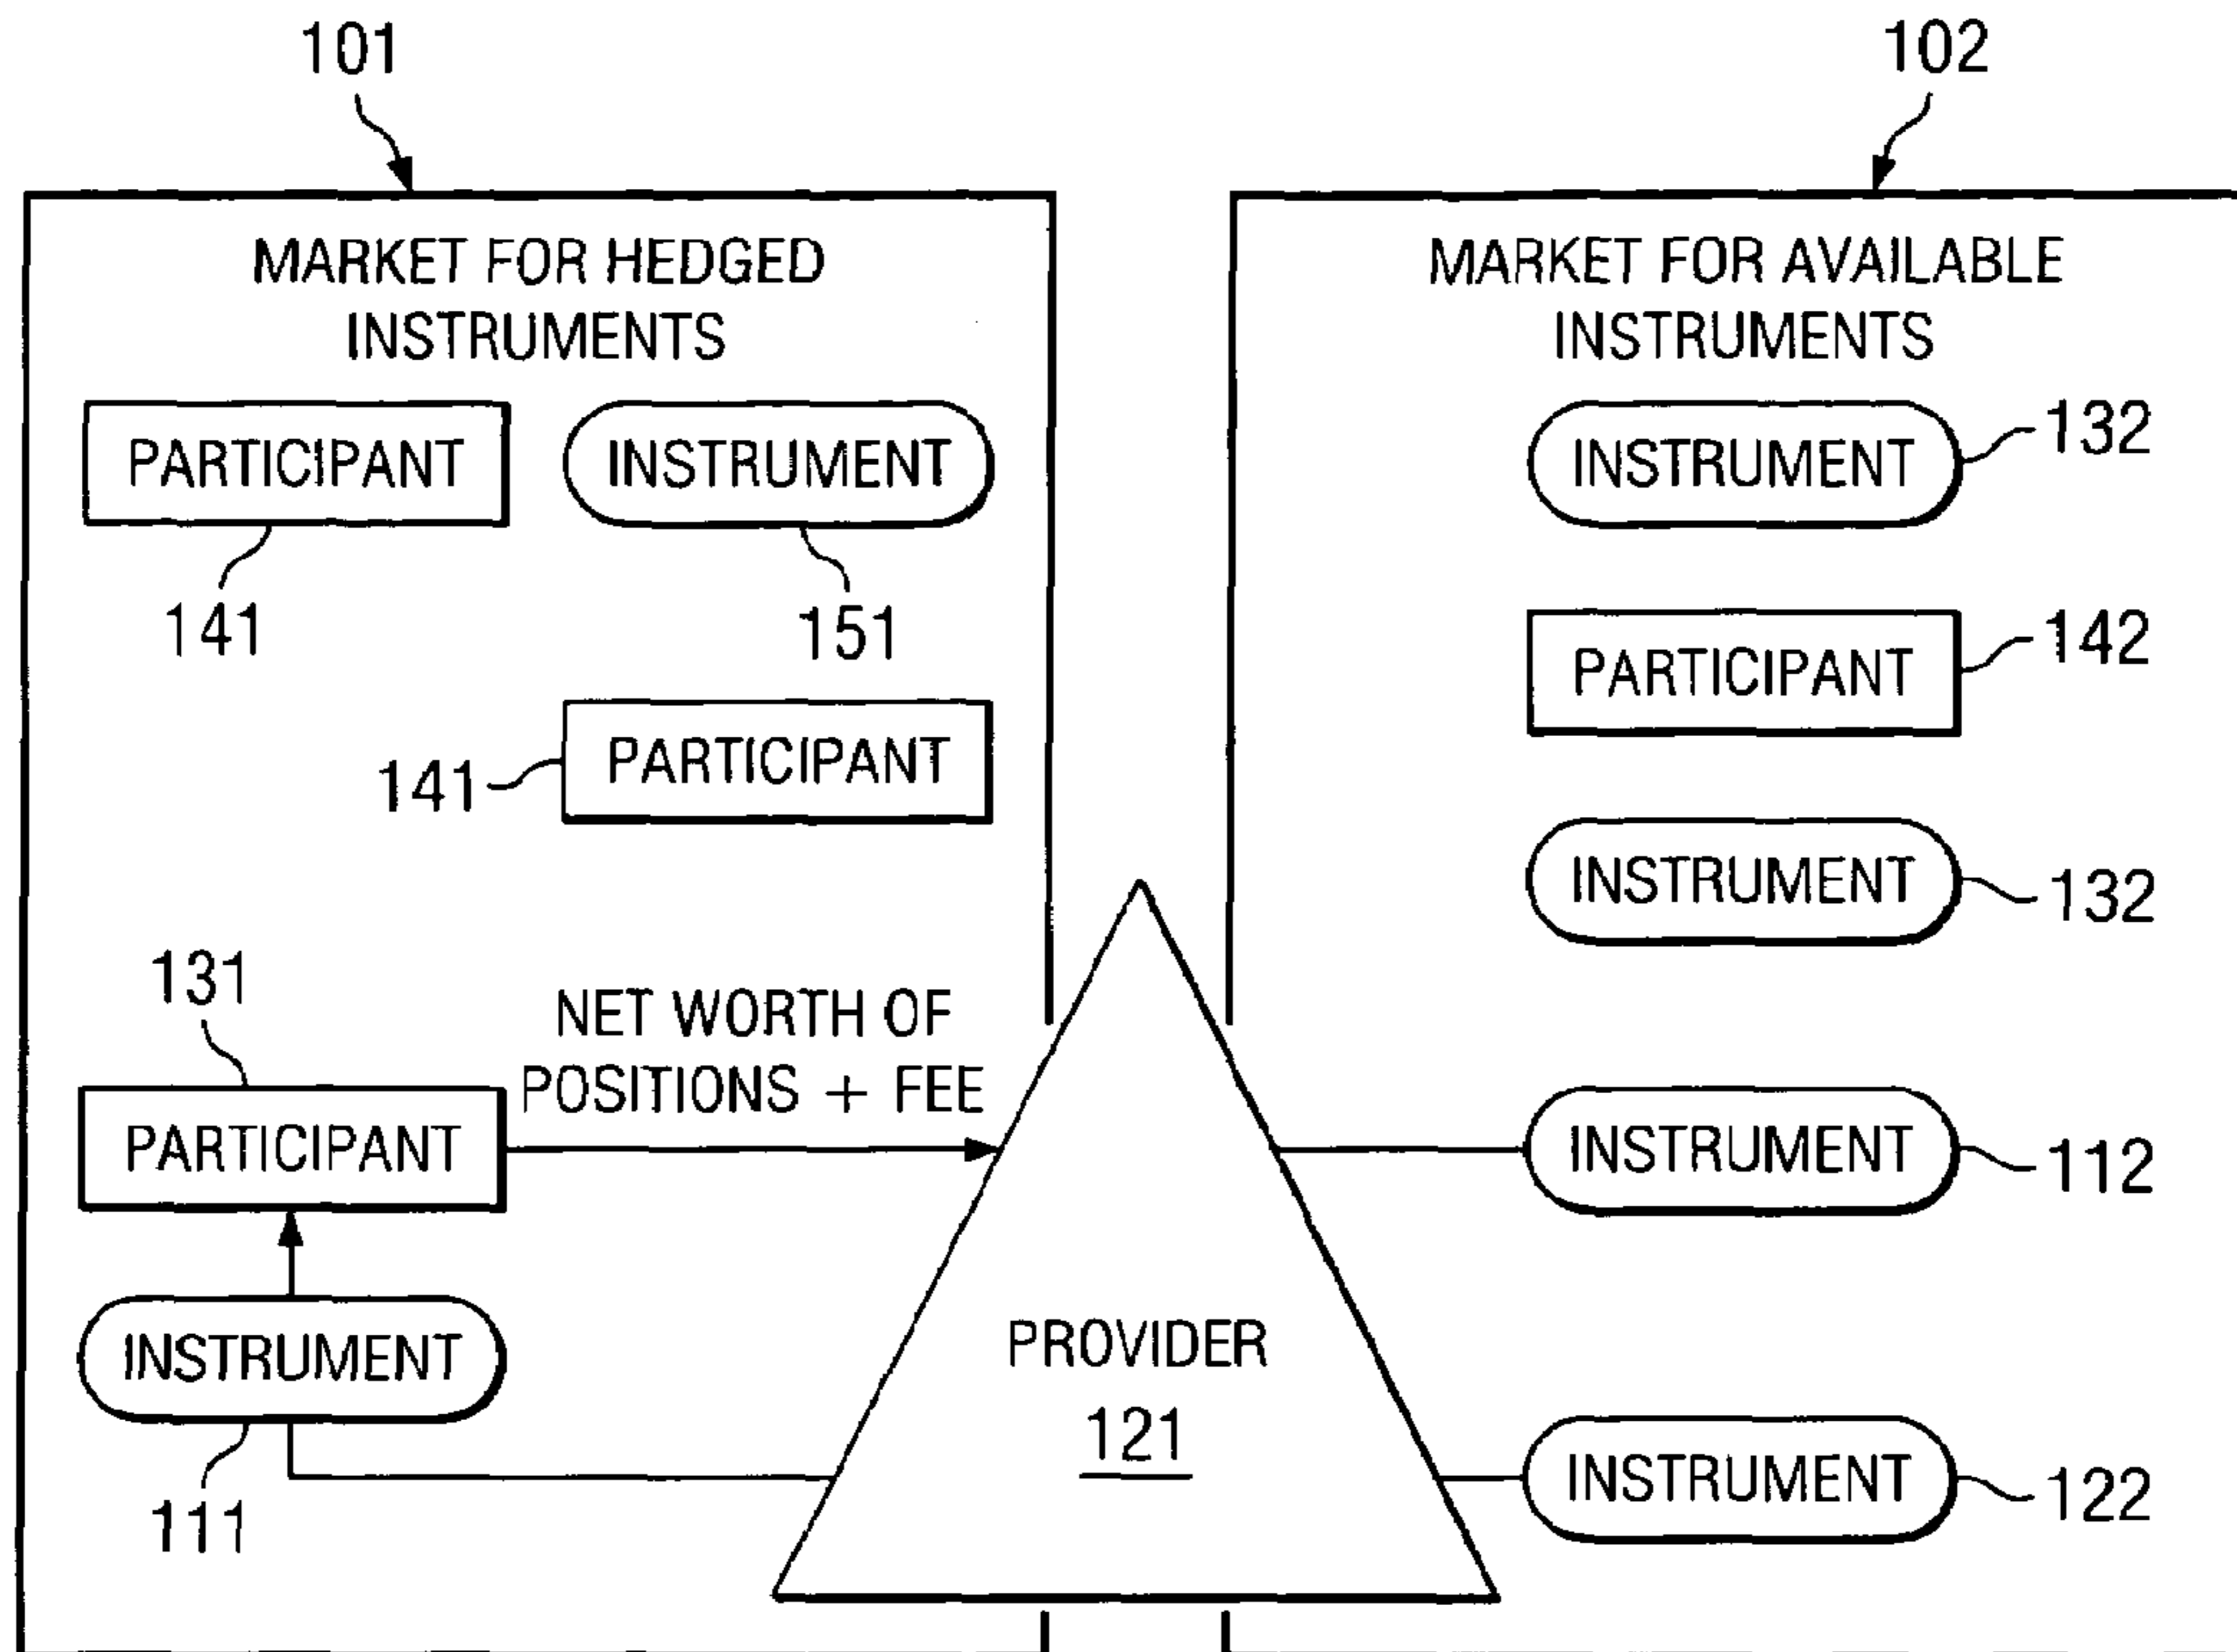 101
102
MARKET FOR HEDGED
INSTRUMENTS
PARTICIPANT
INSTRUMENT
141
151
PARTICIPANT
141
131
NET WORTH OF
POSITIONS + FEE
PARTICIPANT
INSTRUMENT
111
PROVIDER
121
MARKET FOR AVAILABLE
INSTRUMENTS
INSTRUMENT
132
PARTICIPANT
142
INSTRUMENT
132
INSTRUMENT
112
INSTRUMENT
122